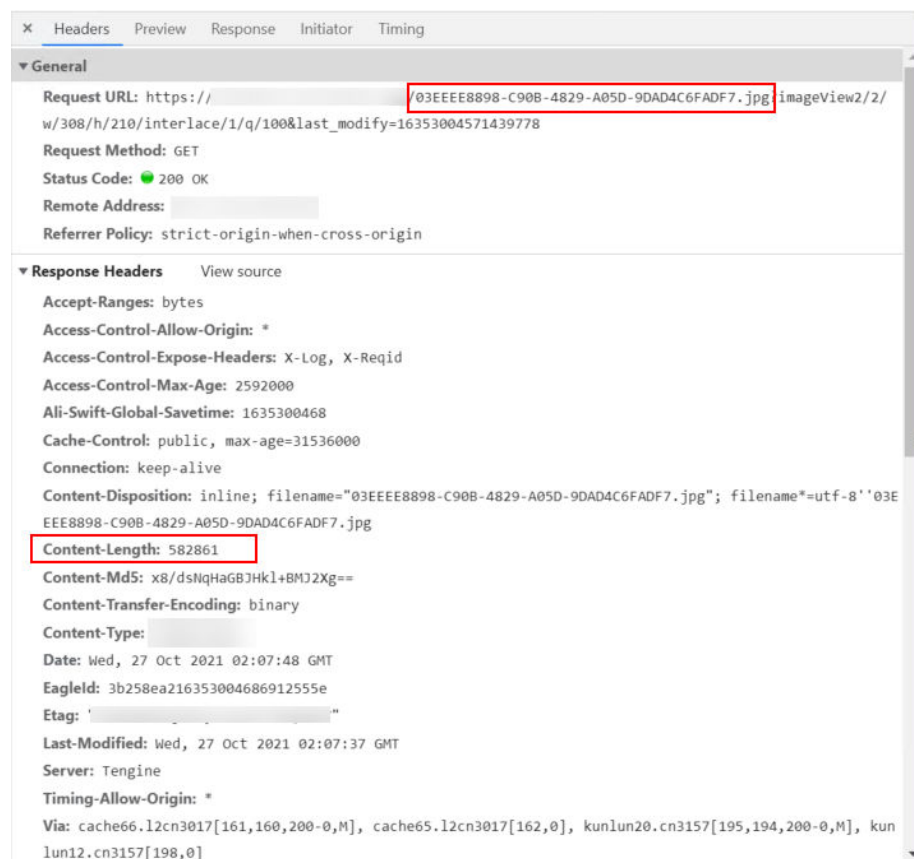 × Headers Preview Response Initiator Timing
▼ General
Request URL: https:// /03EEEE8898-C90B-4829-A05D-9DAD4C6FADF7.jpg?imageView2/2/
w/308/h/210/interlace/1/q/100&last_modify=16353004571439778
Request Method: GET
Status Code: 200 OK
Remote Address:
Referrer Policy: strict-origin-when-cross-origin
▼ Response Headers View source
Accept-Ranges: bytes
Access-Control-Allow-Origin: *
Access-Control-Expose-Headers: X-Log, X-Reqid
Access-Control-Max-Age: 2592000
Ali-Swift-Global-Savetime: 1635300468
Cache-Control: public, max-age=31536000
Connection: keep-alive
Content-Disposition: inline; filename="03EEEE8898-C90B-4829-A05D-9DAD4C6FADF7.jpg"; filename*=utf-8''03E
EEE8898-C90B-4829-A05D-9DAD4C6FADF7.jpg
Content-Length: 582861
Content-Md5: x8/dsNqHaGBJHkl+BMJ2Xg==
Content-Transfer-Encoding: binary
Content-Type:
Date: Wed, 27 Oct 2021 02:07:48 GMT
EagleId: 3b258ea216353004686912555e
Etag: " "
Last-Modified: Wed, 27 Oct 2021 02:07:37 GMT
Server: Tengine
Timing-Allow-Origin: *
Via: cache66.l2cn3017[161,160,200-0,M], cache65.l2cn3017[162,0], kunlun20.cn3157[195,194,200-0,M], kun
lun12.cn3157[198,0]